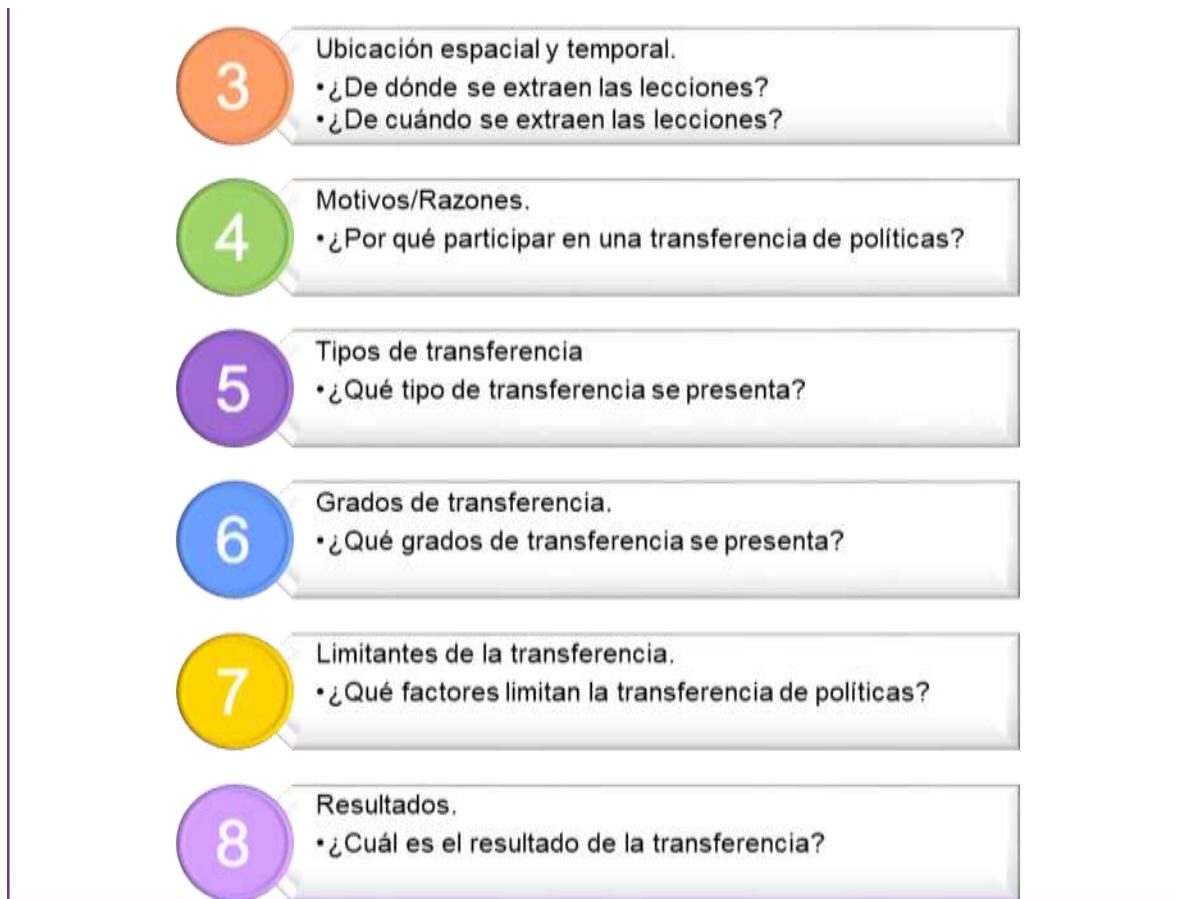 3
Ubicación espacial y temporal.
•¿De dónde se extraen las lecciones?
•¿De cuándo se extraen las lecciones?
4
Motivos/Razones.
•¿Por qué participar en una transferencia de políticas?
5
Tipos de transferencia
•¿Qué tipo de transferencia se presenta?
6
Grados de transferencia.
•¿Qué grados de transferencia se presenta?
7
Limitantes de la transferencia.
•¿Qué factores limitan la transferencia de políticas?
8
Resultados.
•¿Cuál es el resultado de la transferencia?